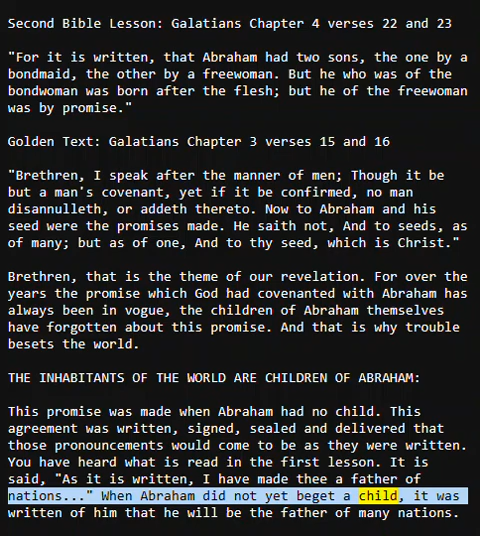 Second Bible Lesson: Galatians Chapter 4 verses 22 and 23
"For it is written, that Abraham had two sons, the one by a
bondmaid, the other by a freewoman. But he who was of the
bondwoman was born after the flesh; but he of the freewoman
was by promise."
Golden Text: Galatians Chapter 3 verses 15 and 16
"Brethren, I speak after the manner of men; Though it be
but a man's covenant, yet if it be confirmed, no man
disannulleth, or addeth thereto. Now to Abraham and his
seed were the promises made. He saith not, And to seeds, as
of many; but as of one, And to thy seed, which is Christ."
Brethren, that is the theme of our revelation. For over the
years the promise which God had covenanted with Abraham has
always been in vogue, the children of Abraham themselves
have forgotten about this promise. And that is why trouble
besets the world.
THE INHABITANTS OF THE WORLD ARE CHILDREN OF ABRAHAM:
This promise was made when Abraham had no child. This
agreement was written, signed, sealed and delivered that
those pronouncements would come to be as they were written.
You have heard what is read in the first lesson. It is
said, "As it is written, I have made thee a father of
nations..." When Abraham did not yet beget a child, it was
written of him that he will be the father of many nations.